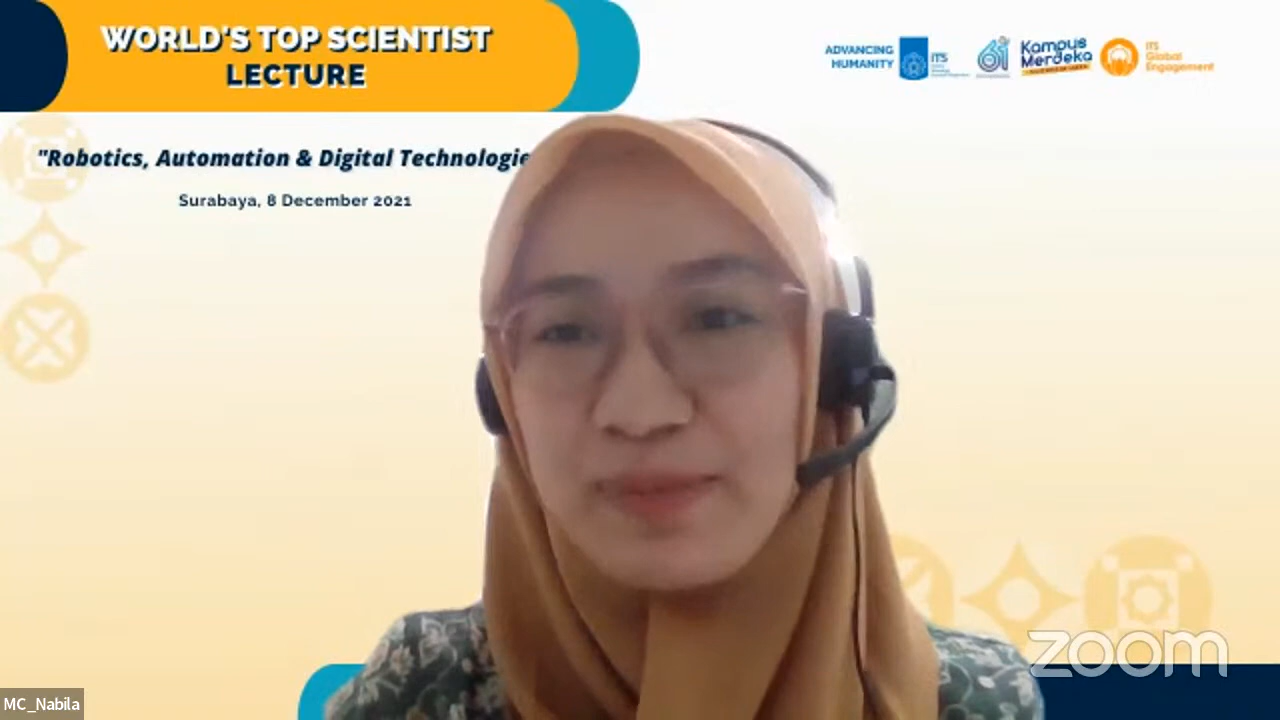 WORLD'S TOP SCIENTIST
LECTURE
ADVANCING
HUMANITY
ITS
61
Kampus
Merdeka
ITS
Global
Engagement
"Robotics, Automation & Digital Technologie
Surabaya, 8 December 2021
zoom
MC_Nabila